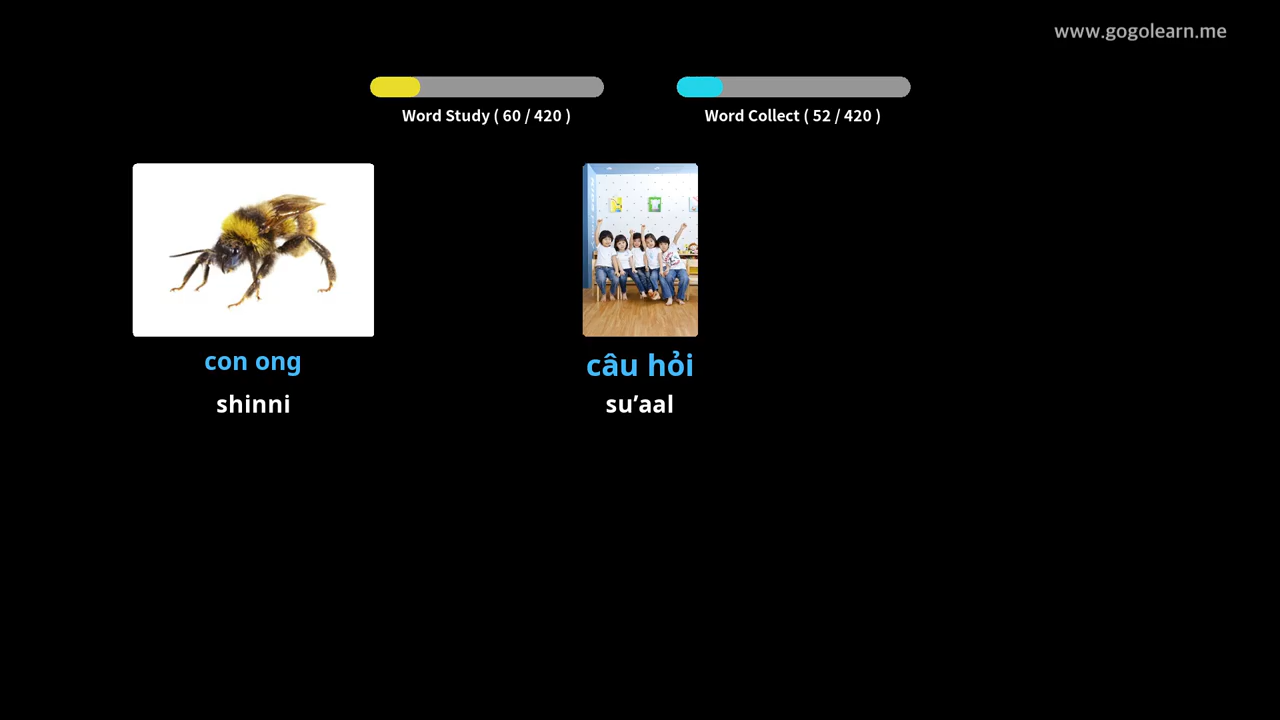 www.gogolearn.me
Word Study ( 60 / 420 )
Word Collect ( 52 / 420 )
con ong
câu hỏi
shinni
su’aal